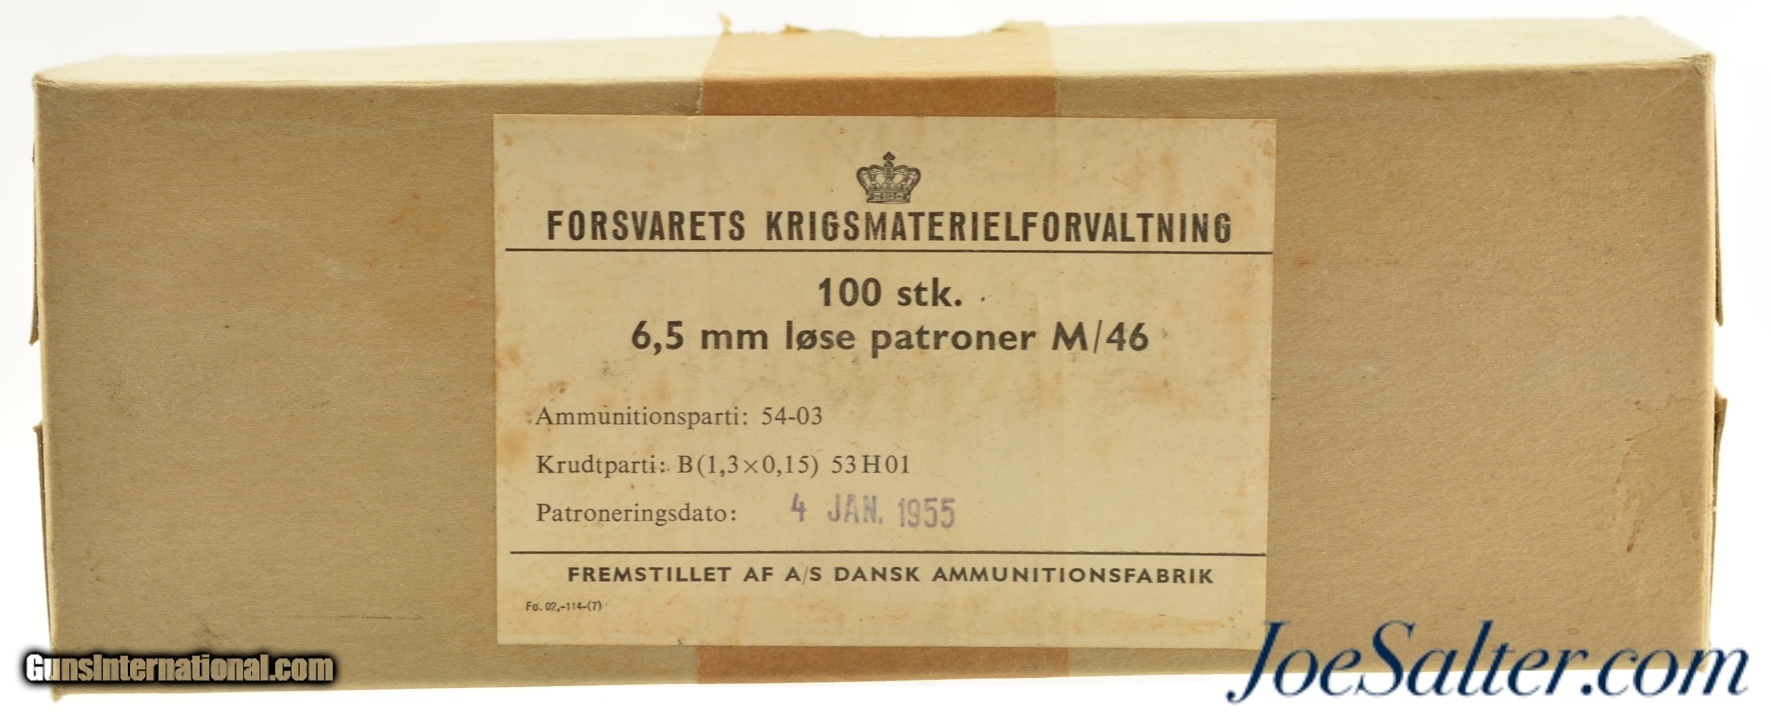 FORSVARETS KRIGSMATERIELFORVALTNING
100 stk.
6,5 mm løse patroner M/46
Ammunitionsparti: 54-03
Krudtparti: B(1,3×0,15) 53H01
Patroneringsdato: 4 JAN. 1955
FREMSTILLET AF A/S DANSK AMMUNITIONSFABRIK
Fo. 02,-114-(7)
GunsInternational.com
JoeSalter.com